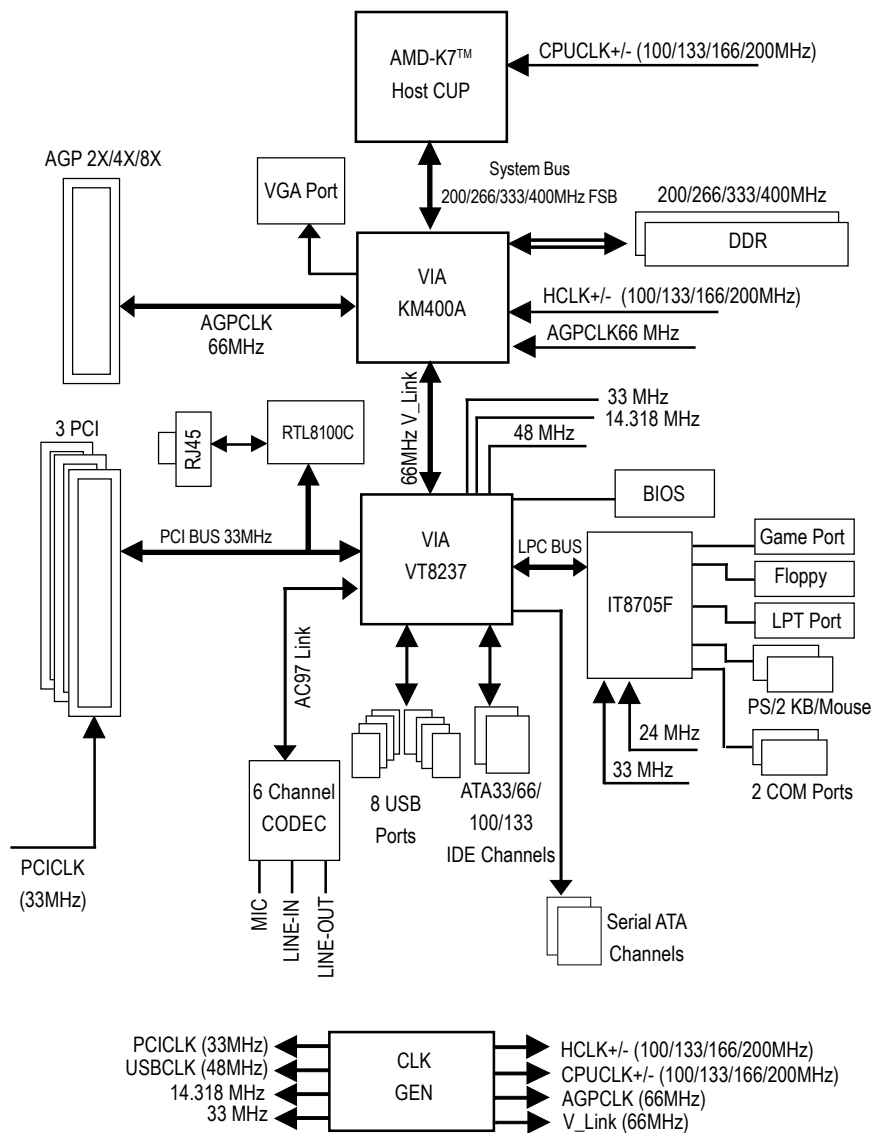 AMD-K7™
Host CUP
CPUCLK+/- (100/133/166/200MHz)
AGP 2X/4X/8X
VGA Port
System Bus
200/266/333/400MHz FSB
200/266/333/400MHz
DDR
VIA
KM400A
HCLK+/- (100/133/166/200MHz)
AGPCLK66 MHz
AGPCLK
66MHz
66MHz V_Link
33 MHz
14.318 MHz
48 MHz
3 PCI
RJ45
RTL8100C
BIOS
PCI BUS 33MHz
VIA
VT8237
LPC BUS
IT8705F
Game Port
Floppy
LPT Port
PS/2 KB/Mouse
24 MHz
33 MHz
2 COM Ports
AC97 Link
6 Channel
CODEC
8 USB
Ports
ATA33/66/
100/133
IDE Channels
PCICLK
(33MHz)
MIC
LINE-IN
LINE-OUT
Serial ATA
Channels
PCICLK (33MHz)
USBCLK (48MHz)
14.318 MHz
33 MHz
CLK
GEN
HCLK+/- (100/133/166/200MHz)
CPUCLK+/- (100/133/166/200MHz)
AGPCLK (66MHz)
V_Link (66MHz)